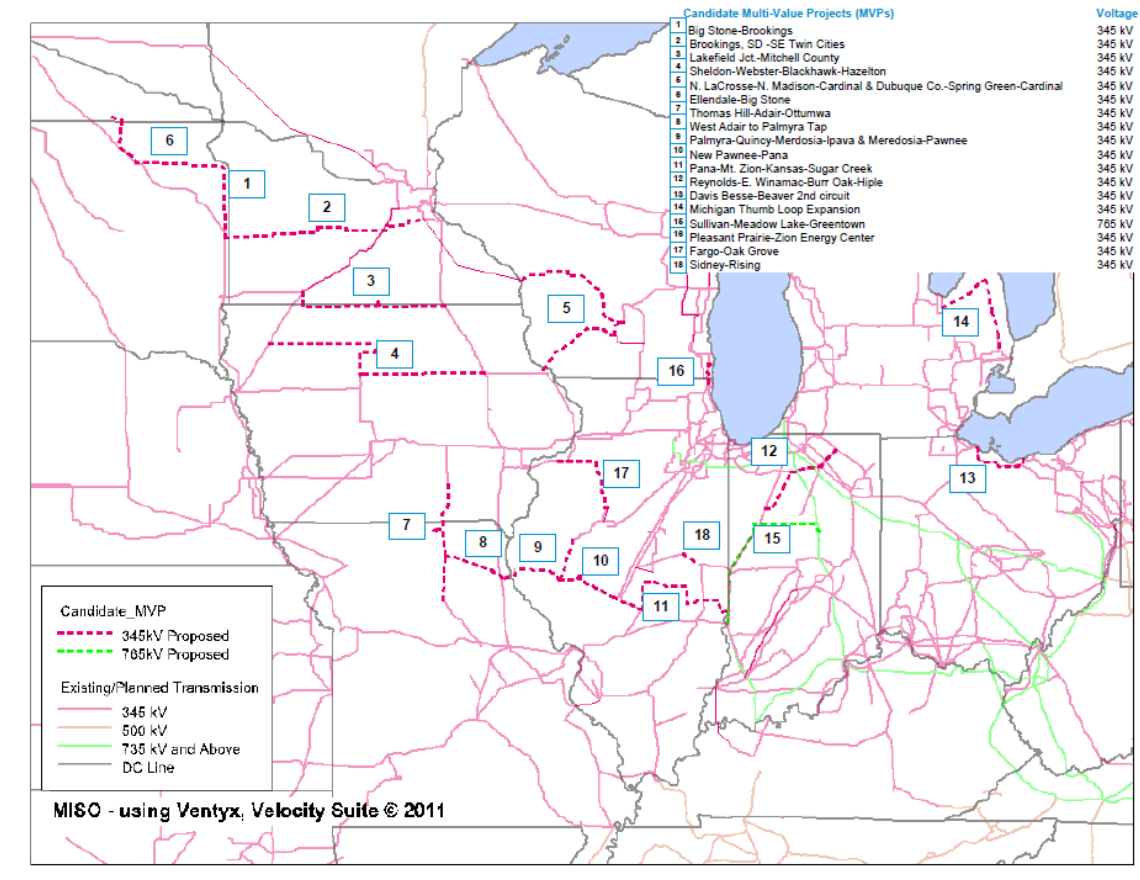 Candidate Multi-Value Projects (MVPs) Voltage
1 Big Stone-Brookings 345 kV
2 Brookings, SD -SE Twin Cities 345 kV
3 Lakefield Jct.-Mitchell County 345 kV
4 Sheldon-Webster-Blackhawk-Hazelton 345 kV
5 N. LaCrosse-N. Madison-Cardinal & Dubuque Co.-Spring Green-Cardinal 345 kV
6 Ellendale-Big Stone 345 kV
7 Thomas Hill-Adair-Ottumwa 345 kV
8 West Adair to Palmyra Tap 345 kV
9 Palmyra-Quincy-Merdosia-Ipava & Meredosia-Pawnee 345 kV
10 New Pawnee-Pana 345 kV
11 Pana-Mt. Zion-Kansas-Sugar Creek 345 kV
12 Reynolds-E. Winamac-Burr Oak-Hiple 345 kV
13 Davis Besse-Beaver 2nd circuit 345 kV
14 Michigan Thumb Loop Expansion 345 kV
15 Sullivan-Meadow Lake-Greentown 765 kV
16 Pleasant Prairie-Zion Energy Center 345 kV
17 Fargo-Oak Grove 345 kV
18 Sidney-Rising 345 kV
6
1
2
3
5
14
4
16
12
17
13
7
8
9
18
15
10
11
Candidate_MVP
345kV Proposed
765kV Proposed
Existing/Planned Transmission
345 kV
500 kV
735 kV and Above
DC Line
MISO - using Ventyx, Velocity Suite © 2011